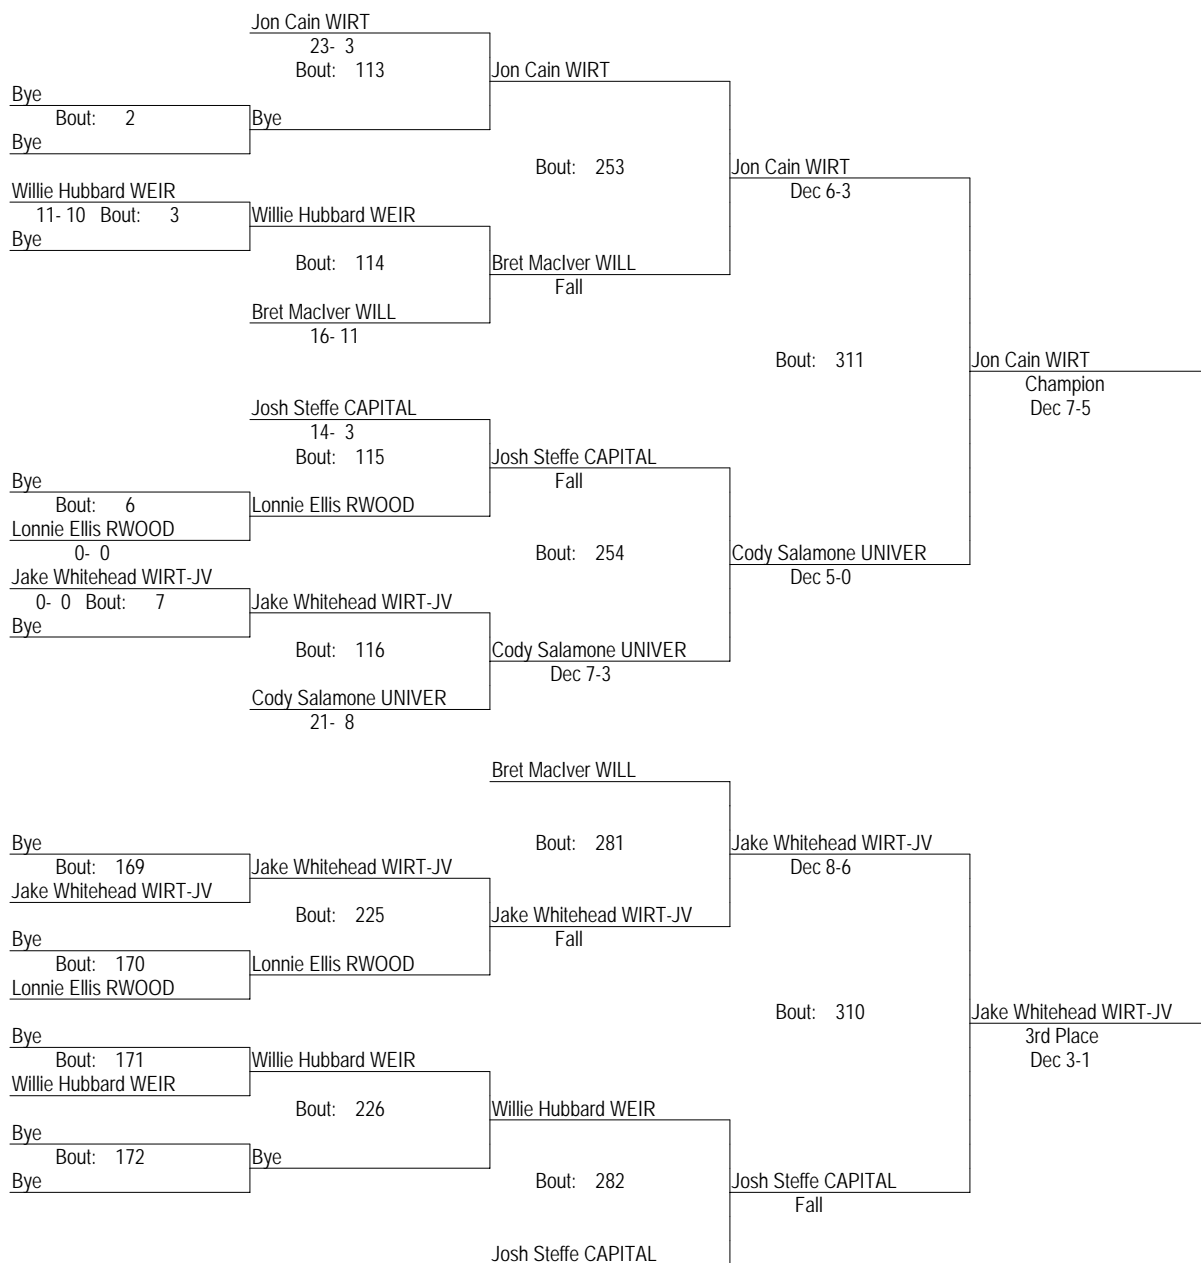 Jon Cain WIRT
23- 3
Bout: 113
Jon Cain WIRT
Bye
Bout: 2
Bye
Bye
Bout: 253
Jon Cain WIRT
Dec 6-3
Willie Hubbard WEIR
11- 10 Bout: 3
Willie Hubbard WEIR
Bye
Bout: 114
Bret MacIver WILL
Fall
Bret MacIver WILL
16- 11
Bout: 311
Jon Cain WIRT
Champion
Dec 7-5
Josh Steffe CAPITAL
14- 3
Bout: 115
Josh Steffe CAPITAL
Fall
Bye
Bout: 6
Lonnie Ellis RWOOD
Lonnie Ellis RWOOD
0- 0
Bout: 254
Cody Salamone UNIVER
Dec 5-0
Jake Whitehead WIRT-JV
0- 0 Bout: 7
Jake Whitehead WIRT-JV
Bye
Bout: 116
Cody Salamone UNIVER
Dec 7-3
Cody Salamone UNIVER
21- 8
Bret MacIver WILL
Bye
Bout: 281
Jake Whitehead WIRT-JV
Dec 8-6
Bout: 169
Jake Whitehead WIRT-JV
Jake Whitehead WIRT-JV
Bout: 225
Jake Whitehead WIRT-JV
Fall
Bye
Bout: 170
Lonnie Ellis RWOOD
Lonnie Ellis RWOOD
Bout: 310
Jake Whitehead WIRT-JV
3rd Place
Dec 3-1
Bye
Bout: 171
Willie Hubbard WEIR
Willie Hubbard WEIR
Bout: 226
Willie Hubbard WEIR
Bye
Bout: 172
Bye
Bye
Bout: 282
Josh Steffe CAPITAL
Fall
Josh Steffe CAPITAL